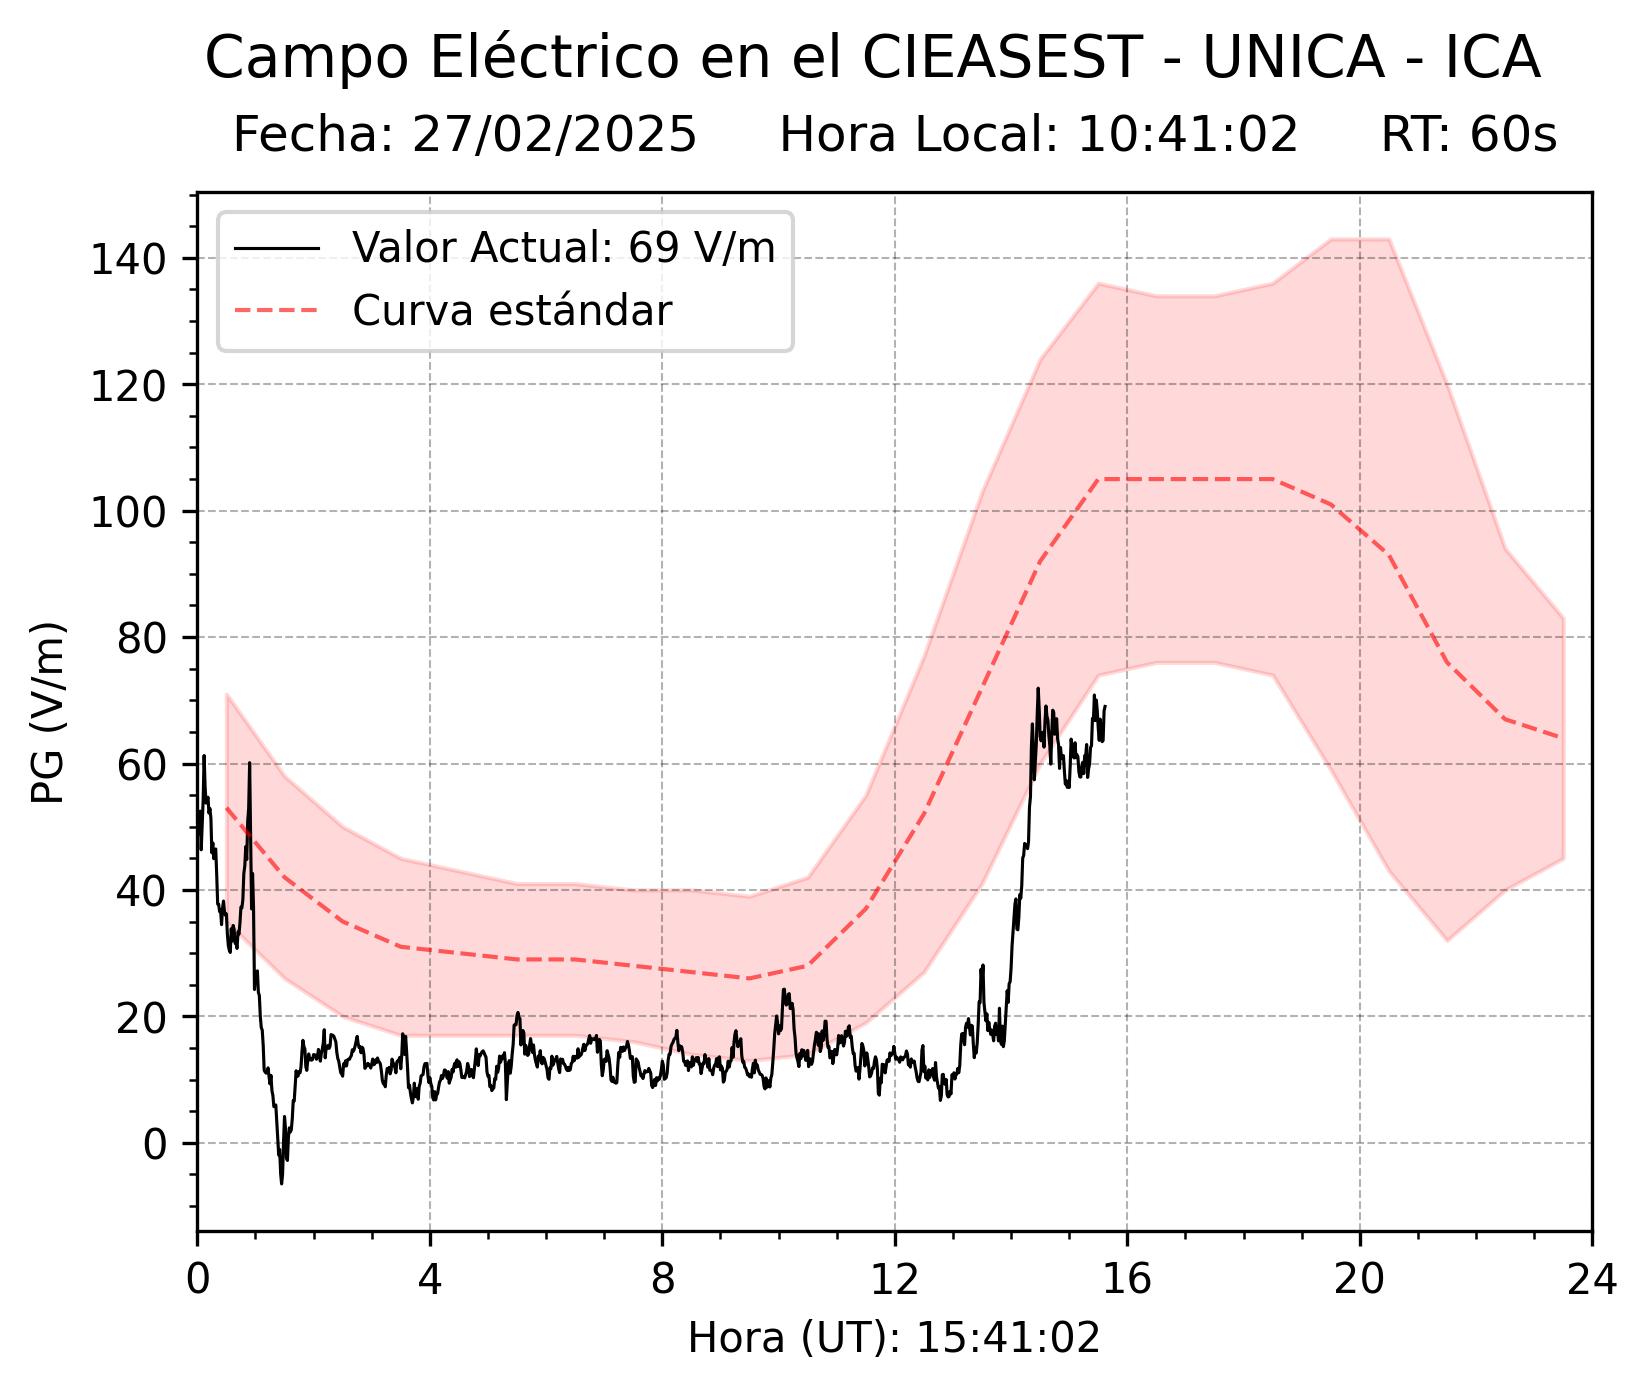 Campo Eléctrico en el CIEASEST - UNICA - ICA
Fecha: 27/02/2025 Hora Local: 10:41:02 RT: 60s
Valor Actual: 69 V/m
Curva estándar
PG (V/m)
140
120
100
80
60
40
20
0
0 4 8 12 16 20 24
Hora (UT): 15:41:02